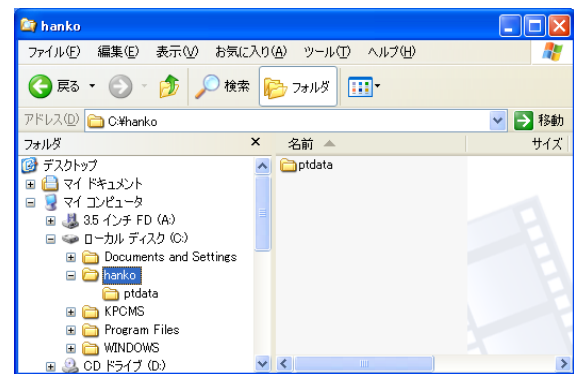 hanko
ファイル(F) 編集(E) 表示(V) お気に入り(A) ツール(T) ヘルプ(H)
戻る 検索 フォルダ
アドレス(D) C:¥hanko 移動
フォルダ × 名前 サイズ
デスクトップ ptdata
マイ ドキュメント
マイ コンピュータ
3.5 インチ FD (A:)
ローカル ディスク (C:)
Documents and Settings
hanko
ptdata
KPCMS
Program Files
WINDOWS
CD ドライブ (D:)